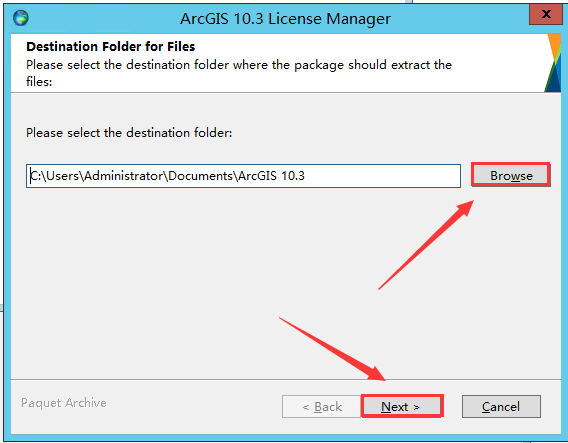 ArcGIS 10.3 License Manager
x
Destination Folder for Files
Please select the destination folder where the package should extract the
files:
Please select the destination folder:
C:\Users\Administrator\Documents\ArcGIS 10.3
Browse
Paquet Archive
< Back
Next >
Cancel